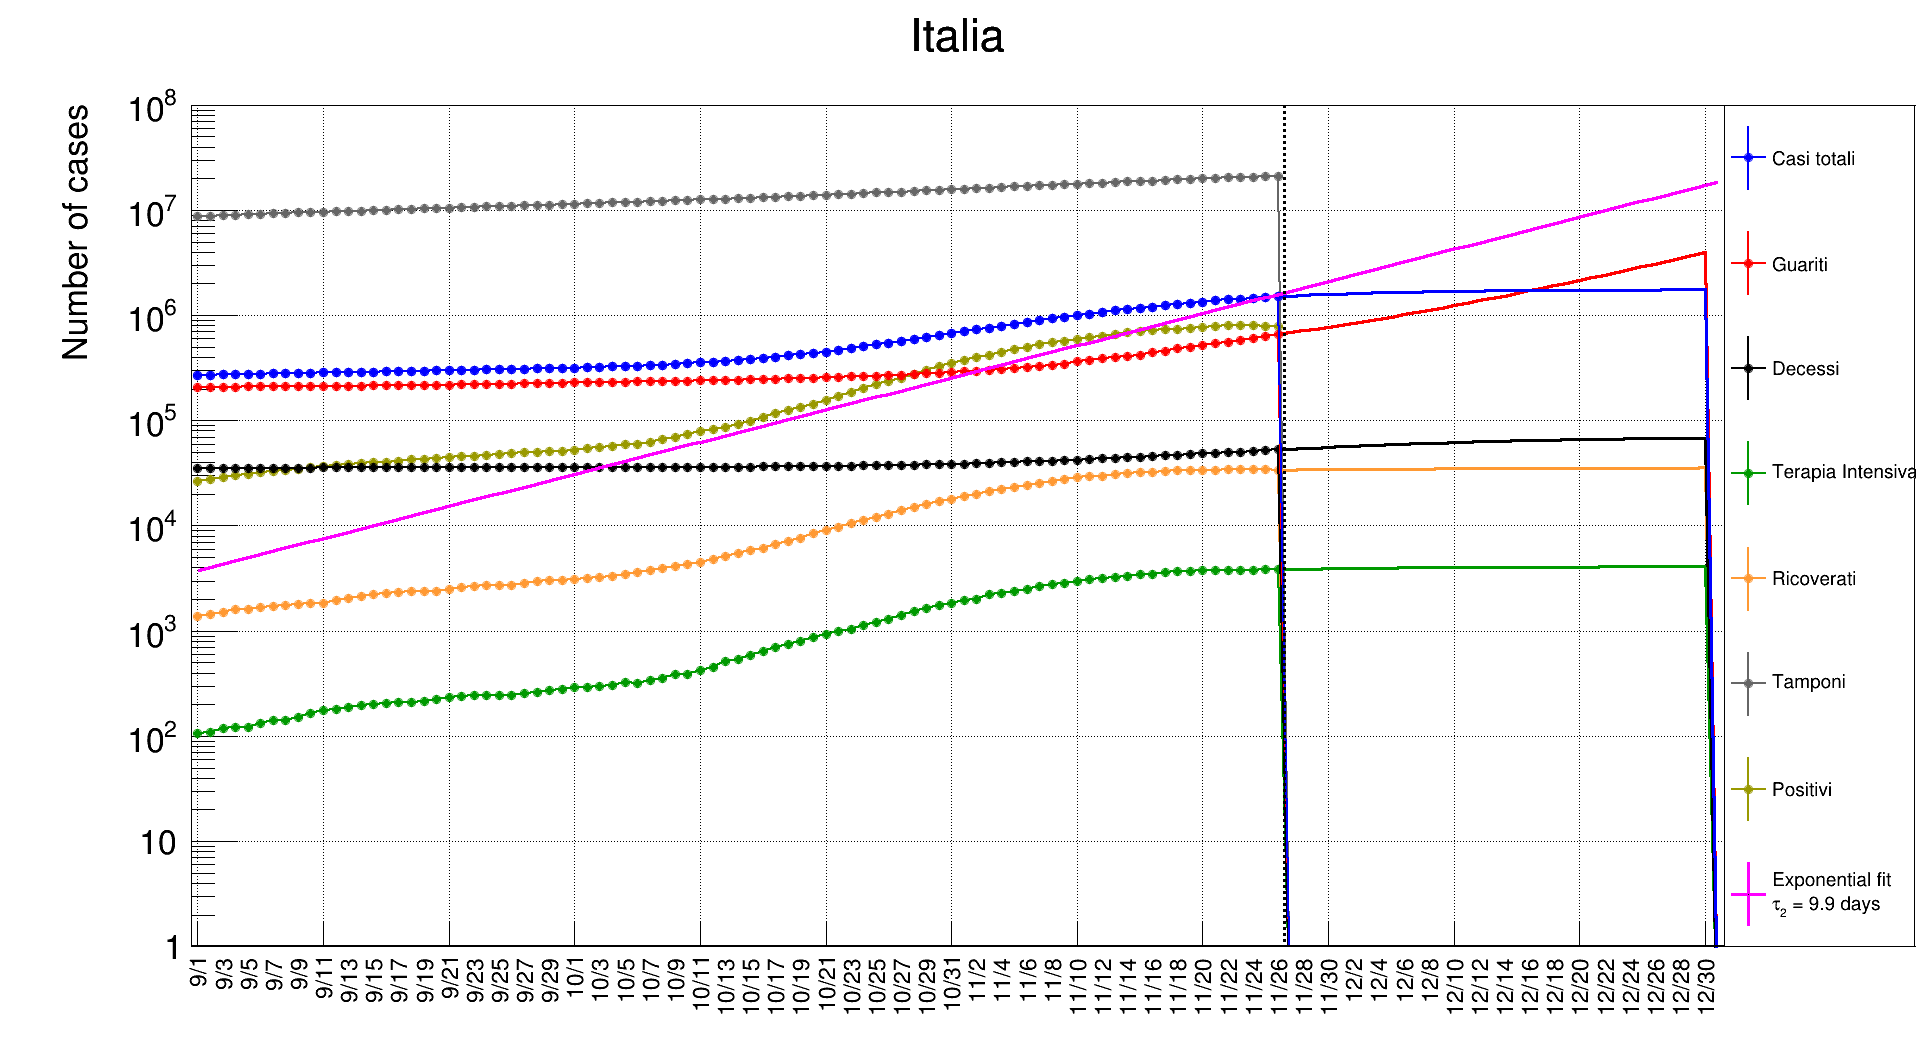 Italia
Number of cases
10^8
10^7
10^6
10^5
10^4
10^3
10^2
10
1
9/1 9/3 9/5 9/7 9/9 9/11 9/13 9/15 9/17 9/19 9/21 9/23 9/25 9/27 9/29 10/1 10/3 10/5 10/7 10/9 10/11 10/13 10/15 10/17 10/19 10/21 10/23 10/25 10/27 10/29 10/31 11/2 11/4 11/6 11/8 11/10 11/12 11/14 11/16 11/18 11/20 11/22 11/24 11/26 11/28 11/30 12/2 12/4 12/6 12/8 12/10 12/12 12/14 12/16 12/18 12/20 12/22 12/24 12/26 12/28 12/30
Casi totali
Guariti
Decessi
Terapia Intensiva
Ricoverati
Tamponi
Positivi
Exponential fit
τ₂ = 9.9 days